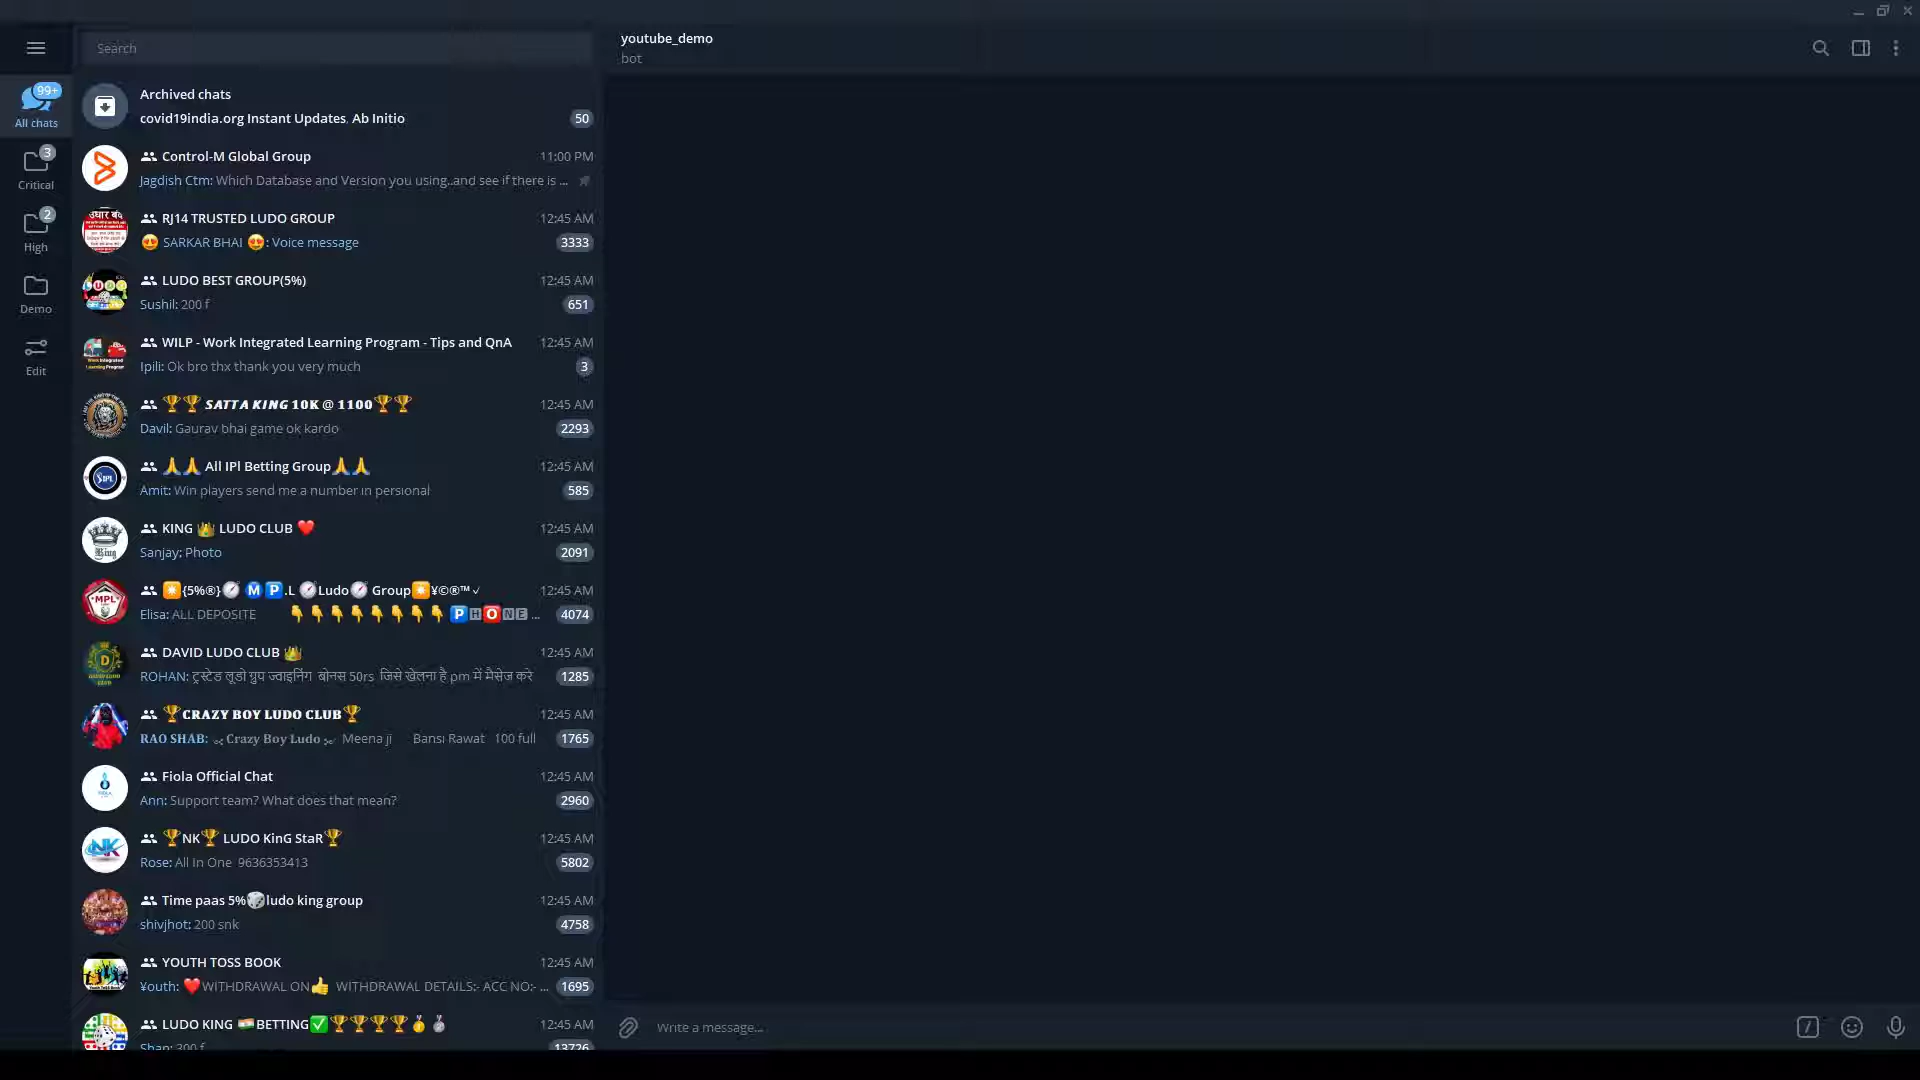 Search
youtube_demo
bot
99+
All chats
3
Critical
2
High
Demo
Edit
Archived chats
covid19india.org Instant Updates, Ab Initio
50
Control-M Global Group
11:00 PM
Jagdish Ctm: Which Database and Version you using..and see if there is ...
RJ14 TRUSTED LUDO GROUP
12:45 AM
😍 SARKAR BHAI 😍: Voice message
3333
LUDO BEST GROUP(5%)
12:45 AM
Sushil: 200 f
651
WILP - Work Integrated Learning Program - Tips and QnA
12:45 AM
Ipili: Ok bro thx thank you very much
3
🏆🏆 𝑺𝑨𝑻𝑻𝑨 𝑲𝑰𝑵𝑮 𝟏𝟎𝐊 @ 𝟏𝟏𝟎𝟎🏆🏆
12:45 AM
Davil: Gaurav bhai game ok kardo
2293
🙏🙏 All IPl Betting Group🙏🙏
12:45 AM
Amit: Win players send me a number in persional
585
KING 👑 LUDO CLUB ❤️
12:45 AM
Sanjay: Photo
2091
{5%®}🧭 Ⓜ️🅿️.L 🧭Ludo🧭 Group¥©®™✓
12:45 AM
Elisa: ALL DEPOSITE 👇👇👇👇👇👇👇👇🅿️🅷🅾️🅽🅴 ...
4074
DAVID LUDO CLUB 👑
12:45 AM
ROHAN: ट्रस्टेड लूडो ग्रुप ज्वाइनिंग बोनस 50rs जिसे खेलना है pm में मैसेज करे
1285
🏆𝐂𝐑𝐀𝐙𝐘 𝐁𝐎𝐘 𝐋𝐔𝐃𝐎 𝐂𝐋𝐔𝐁🏆
12:45 AM
𝐑𝐀𝐎 𝐒𝐇𝐀𝐁: 𝐂𝐫𝐚𝐳𝐲 𝐁𝐨𝐲 𝐋𝐮𝐝𝐨 Meena ji Bansi Rawat 100 full
1765
Fiola Official Chat
12:45 AM
Ann: Support team? What does that mean?
2960
🏆NK🏆 LUDO KinG StaR🏆
12:45 AM
Rose: All In One 9636353413
5802
Time paas 5%🎲ludo king group
12:45 AM
shivjhot: 200 snk
4758
YOUTH TOSS BOOK
12:45 AM
¥outh: ❤️WITHDRAWAL ON👍 WITHDRAWAL DETAILS:- ACC NO:- ...
1695
LUDO KING 🇮🇳BETTING✅🏆🏆🏆🏆🥇🥈
12:45 AM
Shan: 300 f
13726
Write a message...